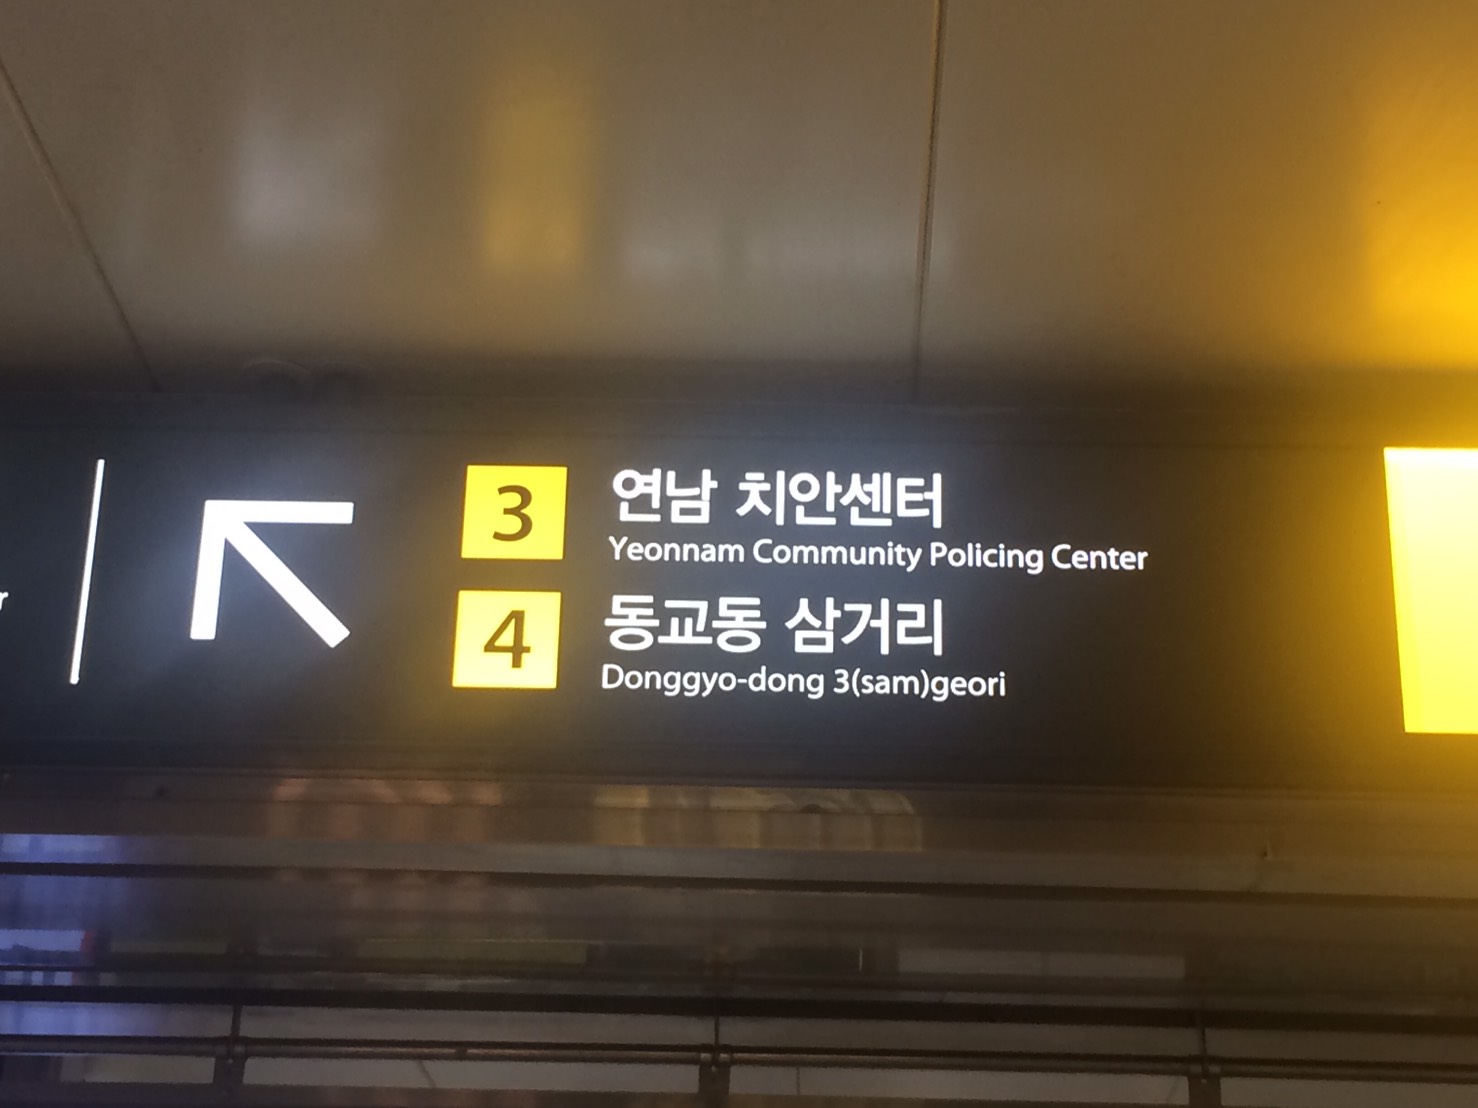 3
연남 치안센터
Yeonnam Community Policing Center
4
동교동 삼거리
Donggyo-dong 3(sam)geori